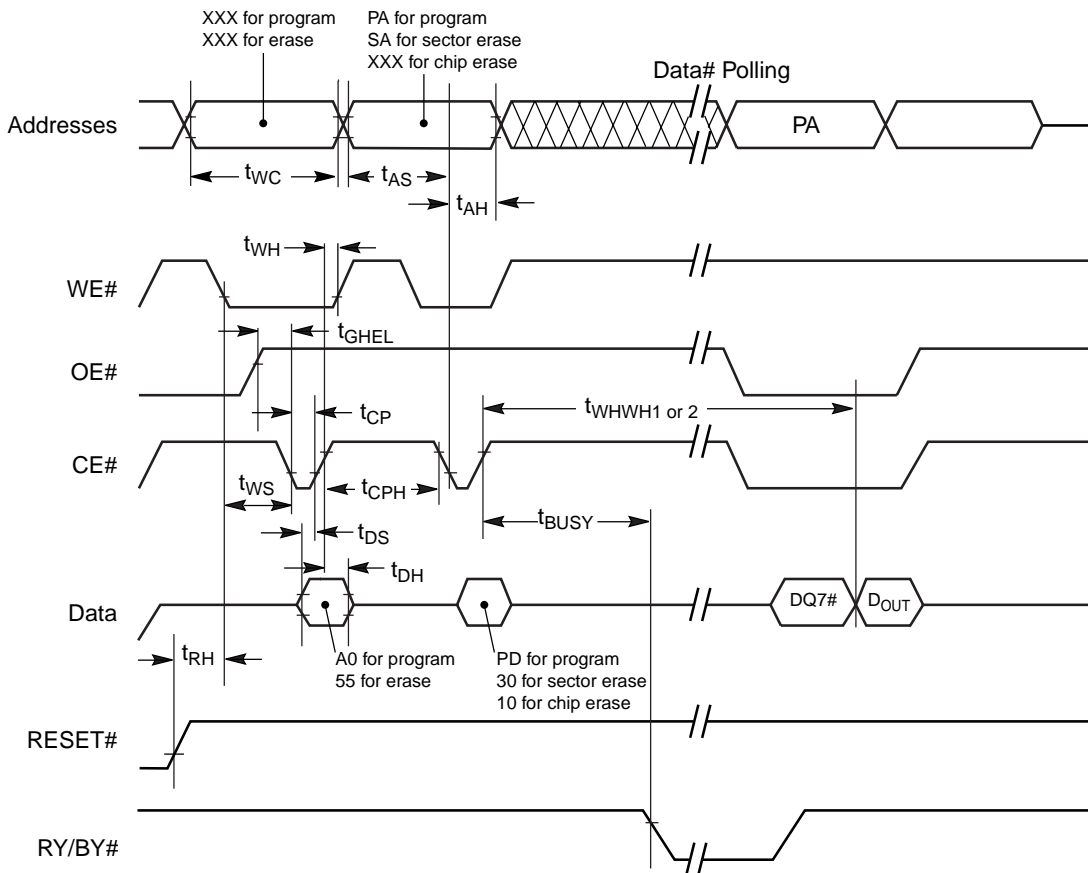 XXX for program
XXX for erase
PA for program
SA for sector erase
XXX for chip erase
Data# Polling
Addresses
PA
tWC
tAS
tAH
tWH
WE#
tGHEL
OE#
tWHWH1 or 2
tCP
CE#
tWS
tCPH
tBUSY
tDS
tDH
Data
DQ7#
DOUT
tRH
A0 for program
55 for erase
PD for program
30 for sector erase
10 for chip erase
RESET#
RY/BY#